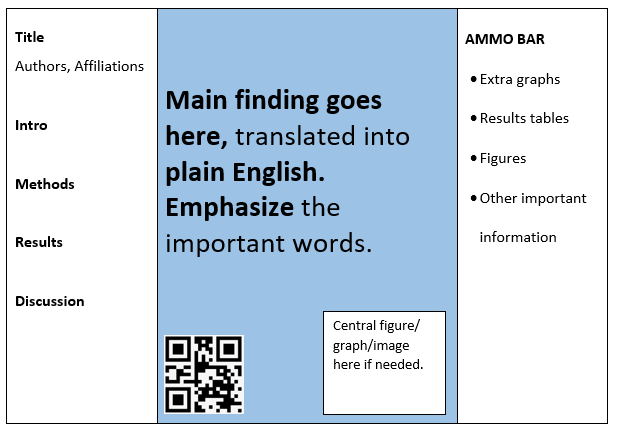 Title
Authors, Affiliations
Intro
Methods
Results
Discussion
Main finding goes
here, translated into
plain English.
Emphasize the
important words.
Central figure/
graph/image
here if needed.
AMMO BAR
• Extra graphs
• Results tables
• Figures
• Other important
information